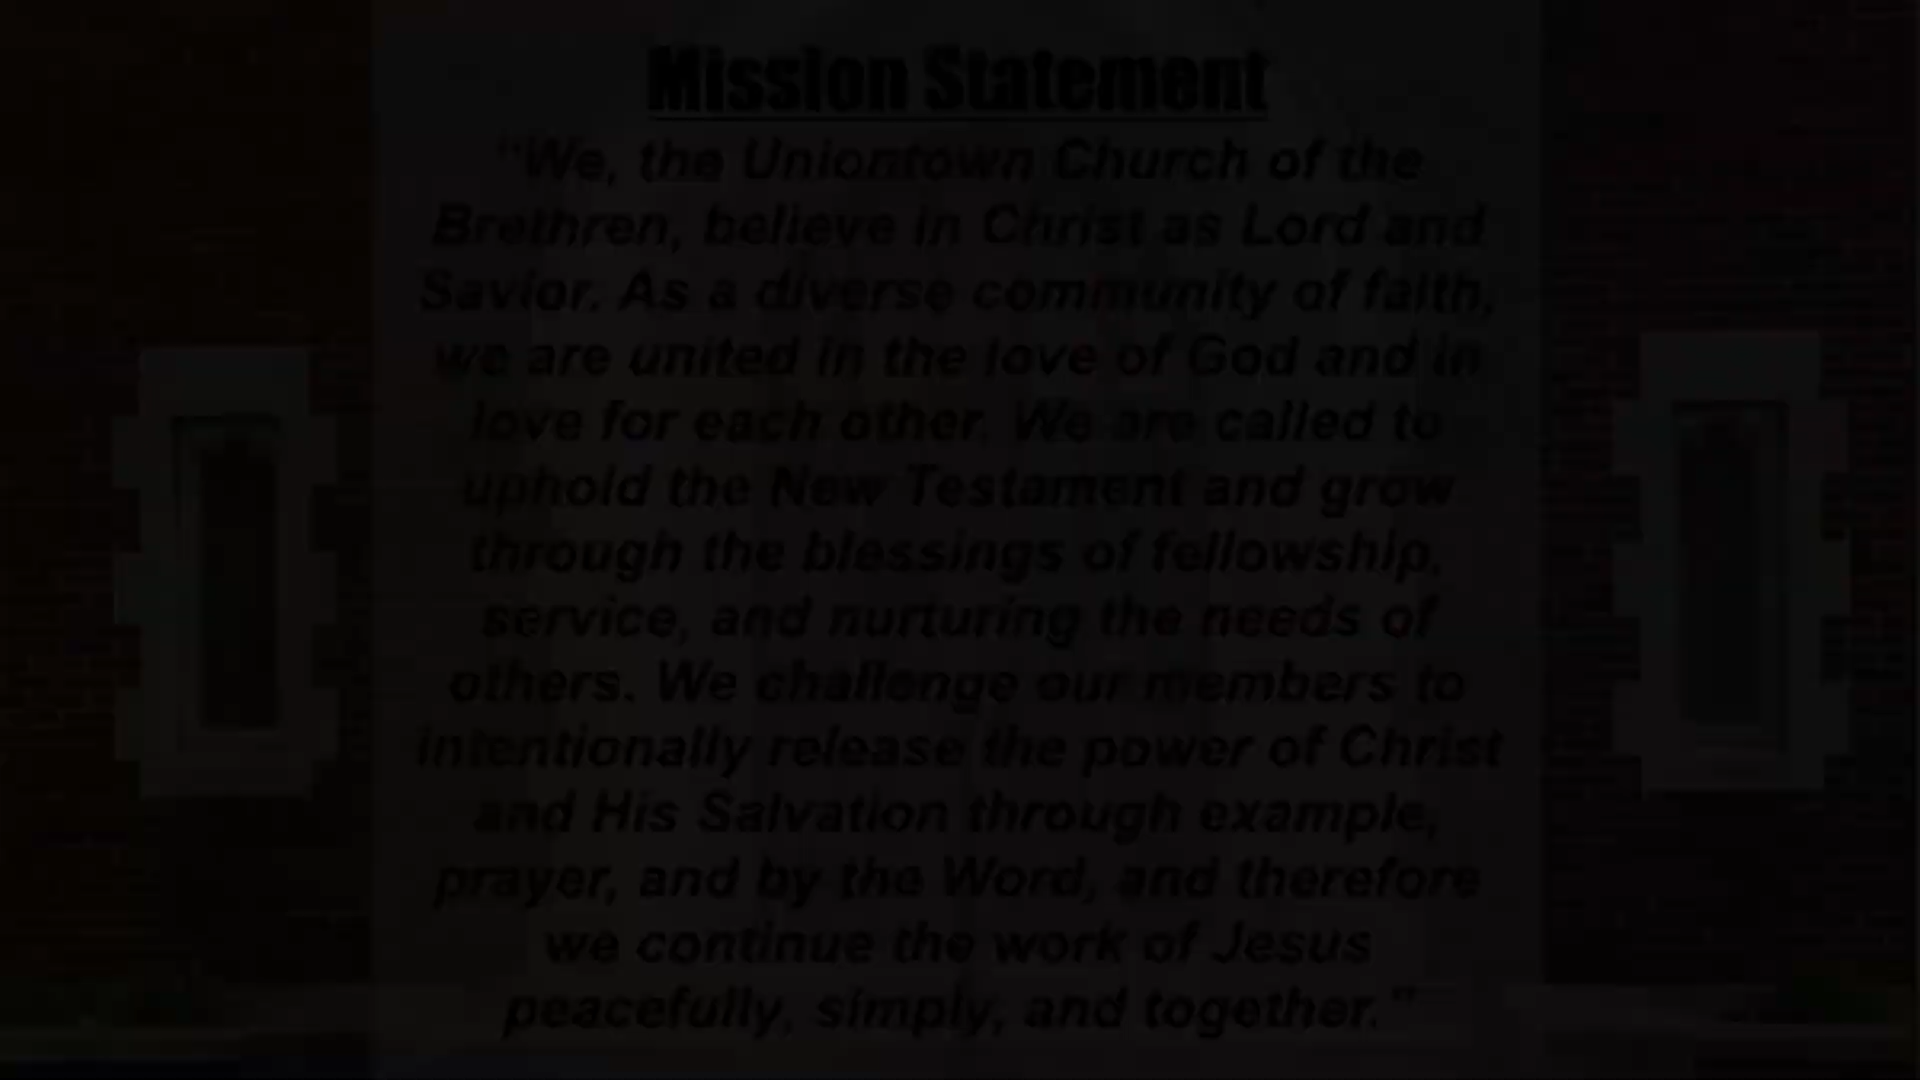 Mission Statement
"We, the Uniontown Church of the
Brethren, believe in Christ as Lord and
Savior. As a diverse community of faith,
we are united in the love of God and in
love for each other. We are called to
uphold the New Testament and grow
through the blessings of fellowship,
service, and nurturing the needs of
others. We challenge our members to
intentionally release the power of Christ
and His Salvation through example,
prayer, and by the Word, and therefore
we continue the work of Jesus
peacefully, simply, and together."